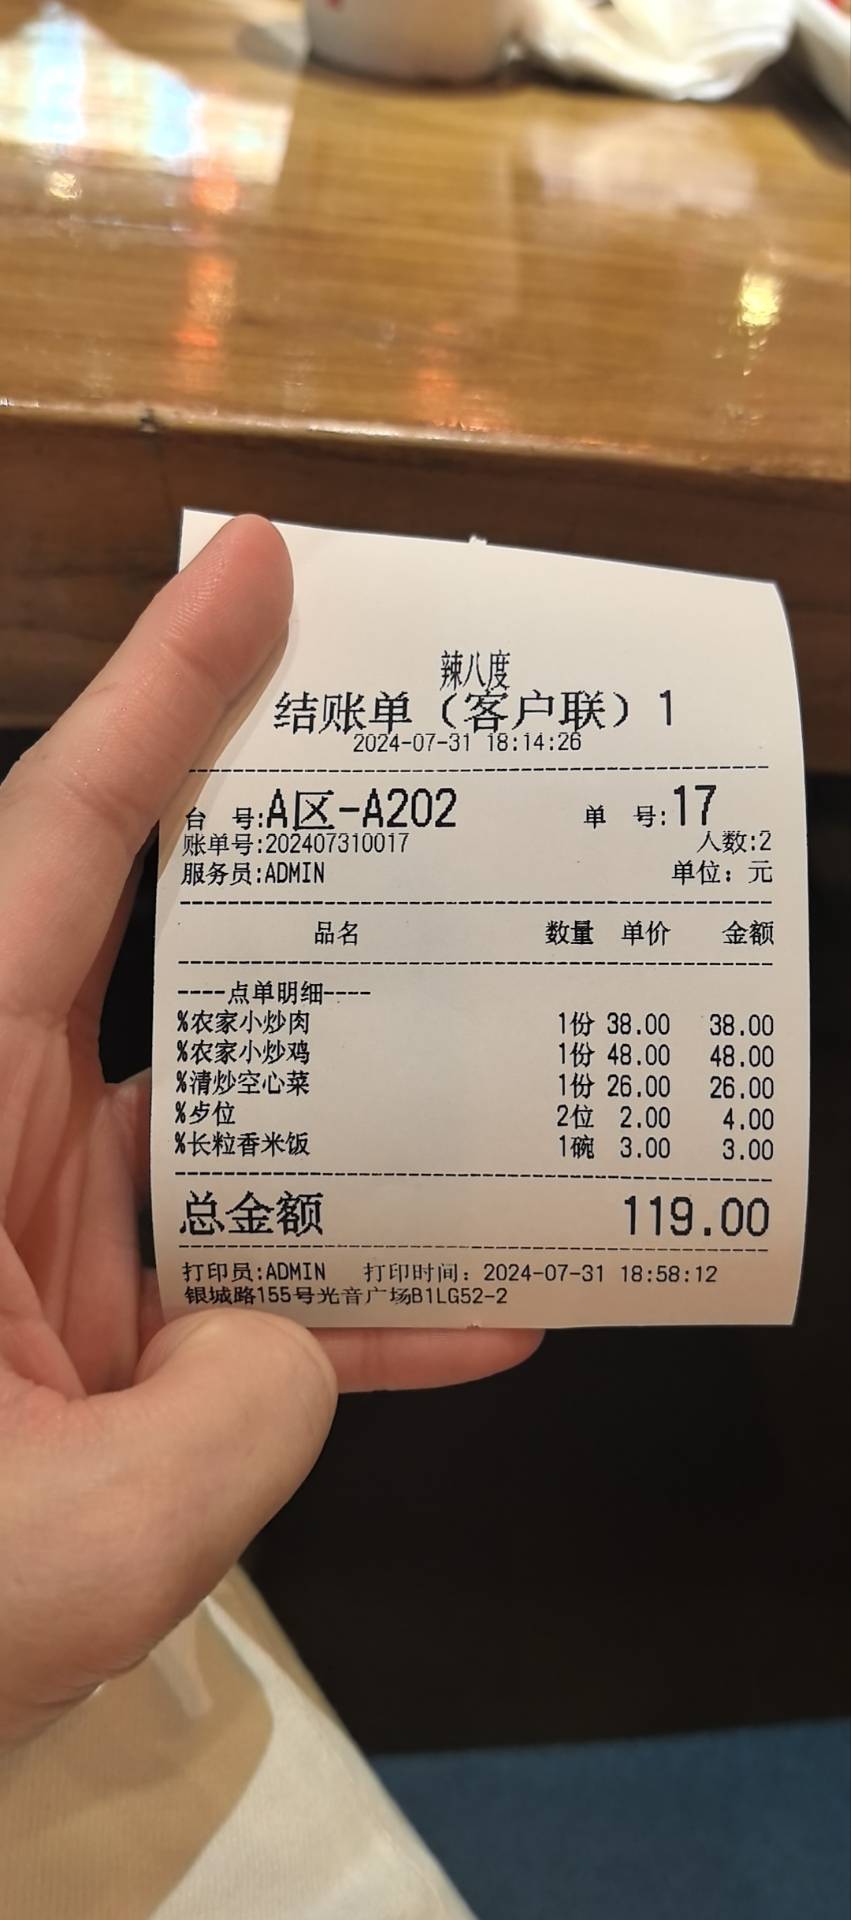 辣八度
结账单（客户联）1
2024-07-31 18:14:26
台 号:A区-A202 单 号:17
账单号:202407310017 人数:2
服务员:ADMIN 单位：元
品名 数量 单价 金额
----点单明细----
%农家小炒肉 1份 38.00 38.00
%农家小炒鸡 1份 48.00 48.00
%清炒空心菜 1份 26.00 26.00
%歺位 2位 2.00 4.00
%长粒香米饭 1碗 3.00 3.00
总金额 119.00
打印员:ADMIN 打印时间：2024-07-31 18:58:12
银城路155号光音广场B1LG52-2